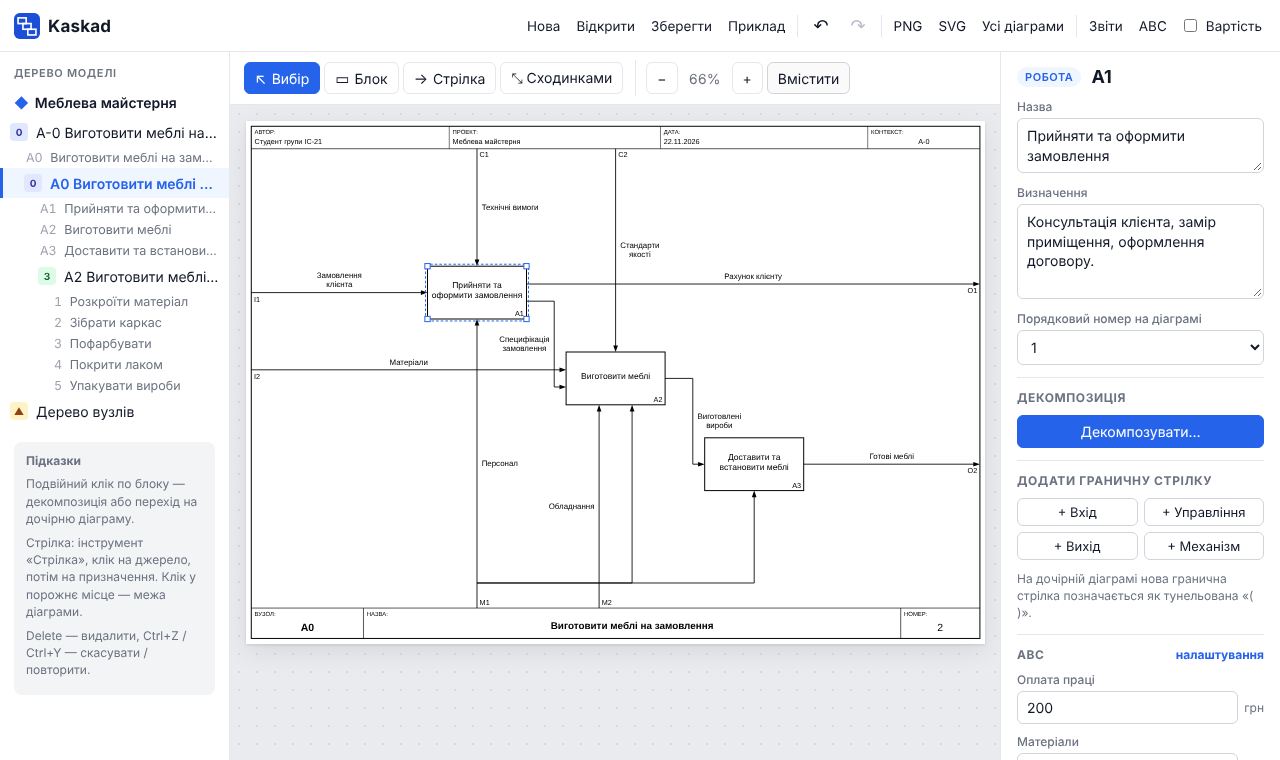 Kaskad
Нова Відкрити Зберегти Приклад ↶ ↷ PNG SVG Усі діаграми Звіти ABC Вартість
ДЕРЕВО МОДЕЛІ
Меблева майстерня
0 A-0 Виготовити меблі на...
A0 Виготовити меблі на зам...
0 A0 Виготовити меблі ...
A1 Прийняти та оформити...
A2 Виготовити меблі
A3 Доставити та встанови...
3 A2 Виготовити меблі...
1 Розкроїти матеріал
2 Зібрати каркас
3 Пофарбувати
4 Покрити лаком
5 Упакувати вироби
Дерево вузлів
Підказки
Подвійний клік по блоку —
декомпозиція або перехід на
дочірню діаграму.
Стрілка: інструмент
«Стрілка», клік на джерело,
потім на призначення. Клік у
порожнє місце — межа
діаграми.
Delete — видалити, Ctrl+Z /
Ctrl+Y — скасувати /
повторити.
Вибір Блок Стрілка Сходинками − 66% + Вмістити
АВТОР: ПРОЕКТ: ДАТА: КОНТЕКСТ:
Студент групи ІС-21 Меблева майстерня 22.11.2026 A-0
C1 C2
Технічні вимоги
Стандарти
якості
Замовлення
клієнта
I1
Прийняти та
оформити замовлення
A1
Рахунок клієнту
O1
Специфікація
замовлення
Матеріали
I2
Виготовити меблі
A2
Виготовлені
вироби
Доставити та
встановити меблі
A3
Готові меблі
O2
Персонал
Обладнання
M1 M2
ВУЗОЛ: НАЗВА: НОМЕР:
A0 Виготовити меблі на замовлення 2
РОБОТА A1
Назва
Прийняти та оформити
замовлення
Визначення
Консультація клієнта, замір
приміщення, оформлення
договору.
Порядковий номер на діаграмі
1
ДЕКОМПОЗИЦІЯ
Декомпозувати...
ДОДАТИ ГРАНИЧНУ СТРІЛКУ
+ Вхід + Управління
+ Вихід + Механізм
На дочірній діаграмі нова гранична
стрілка позначається як тунельована «(
)».
ABC налаштування
Оплата праці
200 грн
Матеріали